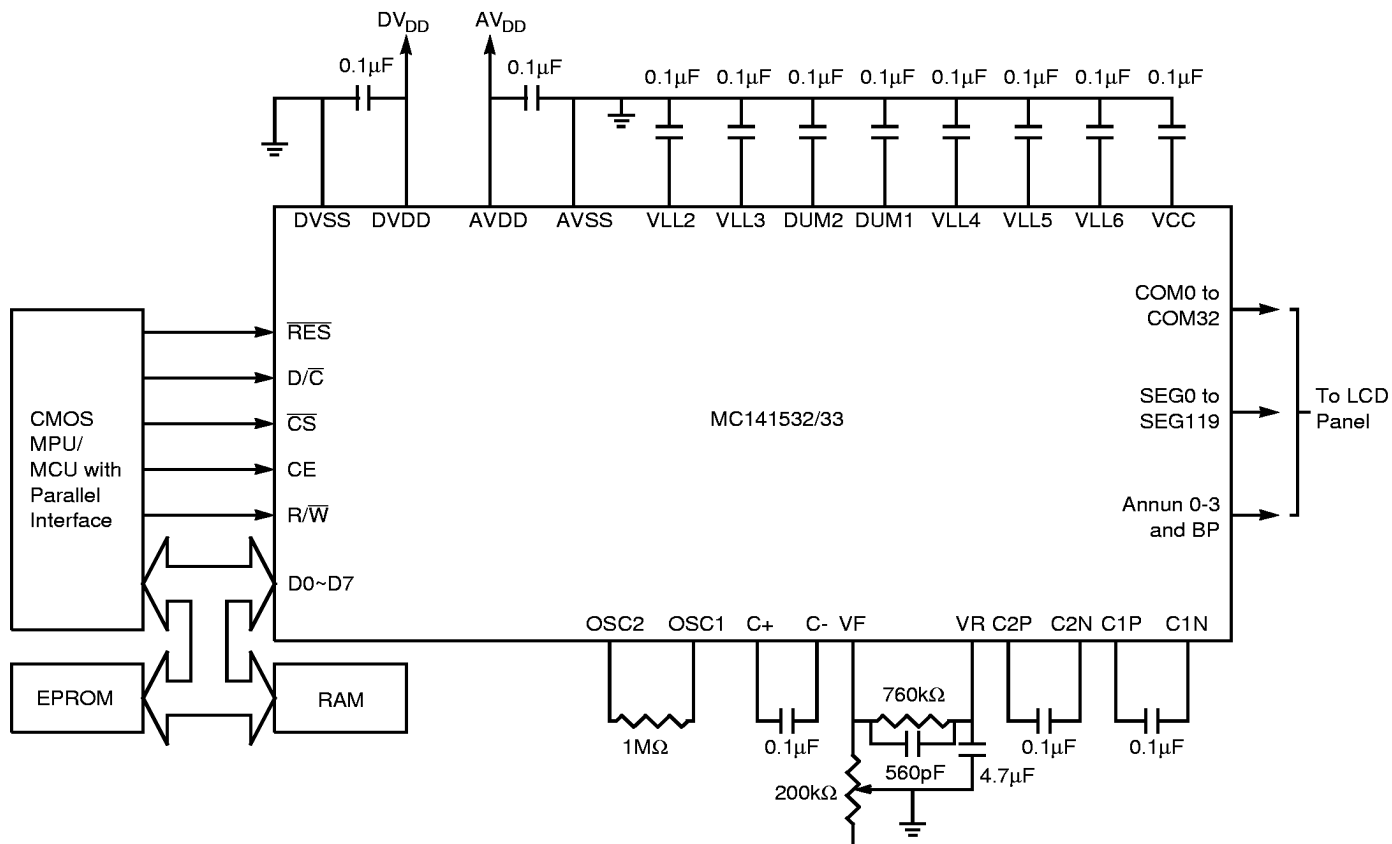 DVDD AVDD
0.1µF 0.1µF 0.1µF 0.1µF 0.1µF 0.1µF 0.1µF 0.1µF 0.1µF 0.1µF
DVSS DVDD AVDD AVSS VLL2 VLL3 DUM2 DUM1 VLL4 VLL5 VLL6 VCC
CMOS
MPU/
MCU with
Parallel
Interface
RES
D/C
CS
CE
R/W
D0~D7
EPROM
RAM
MC141532/33
COM0 to
COM32
SEG0 to
SEG119
Annun 0-3
and BP
To LCD
Panel
OSC2 OSC1 C+ C- VF VR C2P C2N C1P C1N
1MΩ
0.1µF
760kΩ
560pF
200kΩ
4.7µF
0.1µF
0.1µF